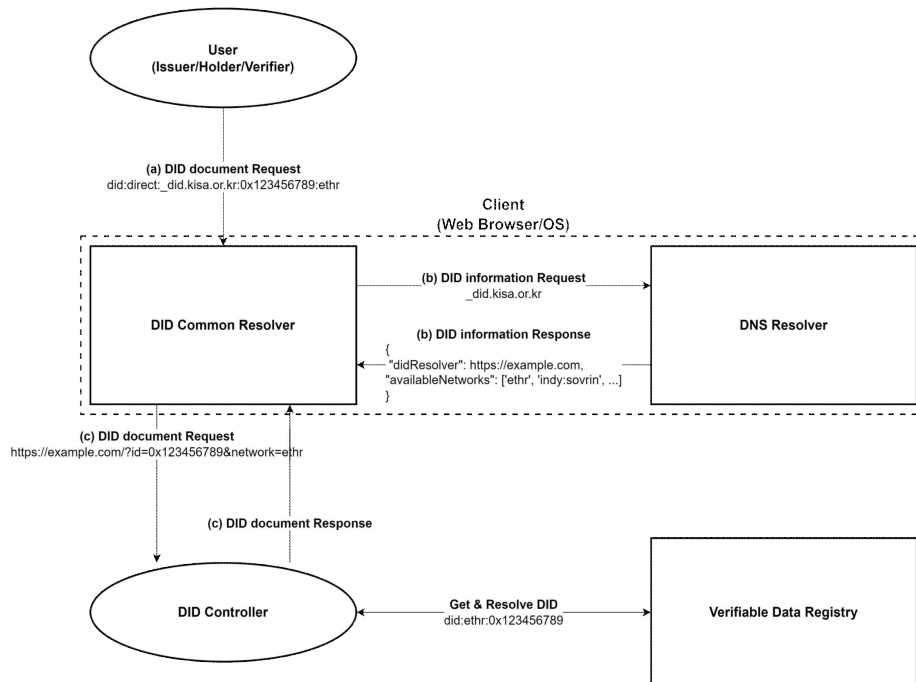 User
(Issuer/Holder/Verifier)
(a) DID document Request
did:direct:_did.kisa.or.kr:0x123456789:ethr
Client
(Web Browser/OS)
DID Common Resolver
(b) DID information Request
_did.kisa.or.kr
DNS Resolver
(b) DID information Response
{
"didResolver": https://example.com,
"availableNetworks": ['ethr', 'indy:sovrin', ...]
}
(c) DID document Request
https://example.com/?id=0x123456789&network=ethr
(c) DID document Response
DID Controller
Get & Resolve DID
did:ethr:0x123456789
Verifiable Data Registry